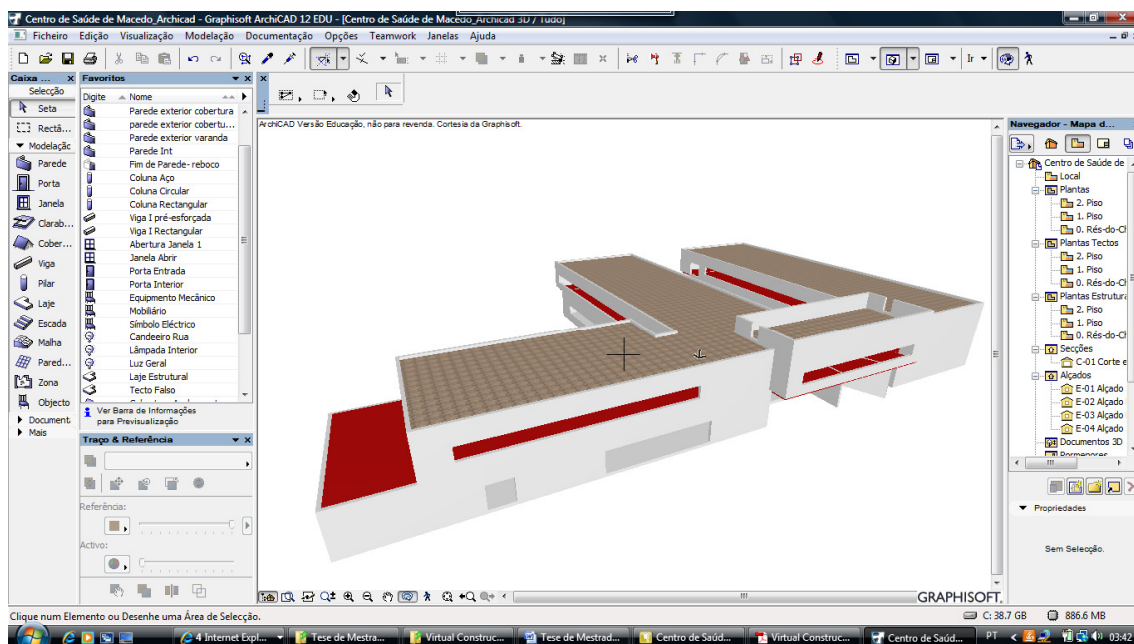 Centro de Saúde de Macedo_Archicad - Graphisoft ArchiCAD 12 EDU - [Centro de Saúde de Macedo_Archicad 3D / Tudo]
Ficheiro Edição Visualização Modelação Documentação Opções Teamwork Janelas Ajuda
Caixa ...
Selecção
Seta
Rectâ...
Modelação
Parede
Porta
Janela
Clarab...
Cober...
Viga
Pilar
Laje
Escada
Malha
Pared...
Zona
Objecto
Document
Mais
Favoritos
Digite Nome
Parede exterior cobertura
parede exterior cobertu...
Parede exterior varanda
Parede Int
Fim de Parede- reboco
Coluna Aço
Coluna Circular
Coluna Rectangular
Viga I pré-esforçada
Viga I Rectangular
Abertura Janela 1
Janela Abrir
Porta Entrada
Porta Interior
Equipmento Mecânico
Mobiliário
Símbolo Eléctrico
Candeeiro Rua
Lâmpada Interior
Luz Geral
Laje Estrutural
Tecto Falso
Ver Barra de Informações
para Previsualização
Traço & Referência
Referência:
Activo:
ArchiCAD Versão Educação, não para revenda. Cortesia da Graphisoft.
GRAPHISOFT.
Ir
Navegador - Mapa d...
Centro de Saúde de
Local
Plantas
2. Piso
1. Piso
0. Rés-do-Ch
Plantas Tectos
2. Piso
1. Piso
0. Rés-do-Ch
Plantas Estrutura
2. Piso
1. Piso
0. Rés-do-Ch
Secções
C-01 Corte e
Alçados
E-01 Alçado
E-02 Alçado
E-03 Alçado
E-04 Alçado
Documentos 3D
Pormenores
Propriedades
Sem Selecção.
Clique num Elemento ou Desenhe uma Área de Selecção.
C: 38.7 GB 886.6 MB
4 Internet Expl... Tese de Mestra... Virtual Construc... Tese de Mestrad... Centro de Saúd... Virtual Construc... Centro de Saúd... PT 03:42